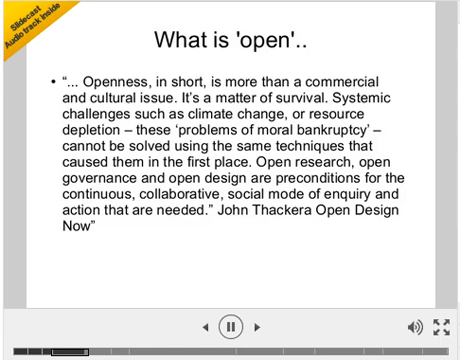 Slidecast
Audio track inside
What is 'open'..
• “... Openness, in short, is more than a commercial
and cultural issue. It’s a matter of survival. Systemic
challenges such as climate change, or resource
depletion – these ‘problems of moral bankruptcy’ –
cannot be solved using the same techniques that
caused them in the first place. Open research, open
governance and open design are preconditions for the
continuous, collaborative, social mode of enquiry and
action that are needed.” John Thackera Open Design
Now”